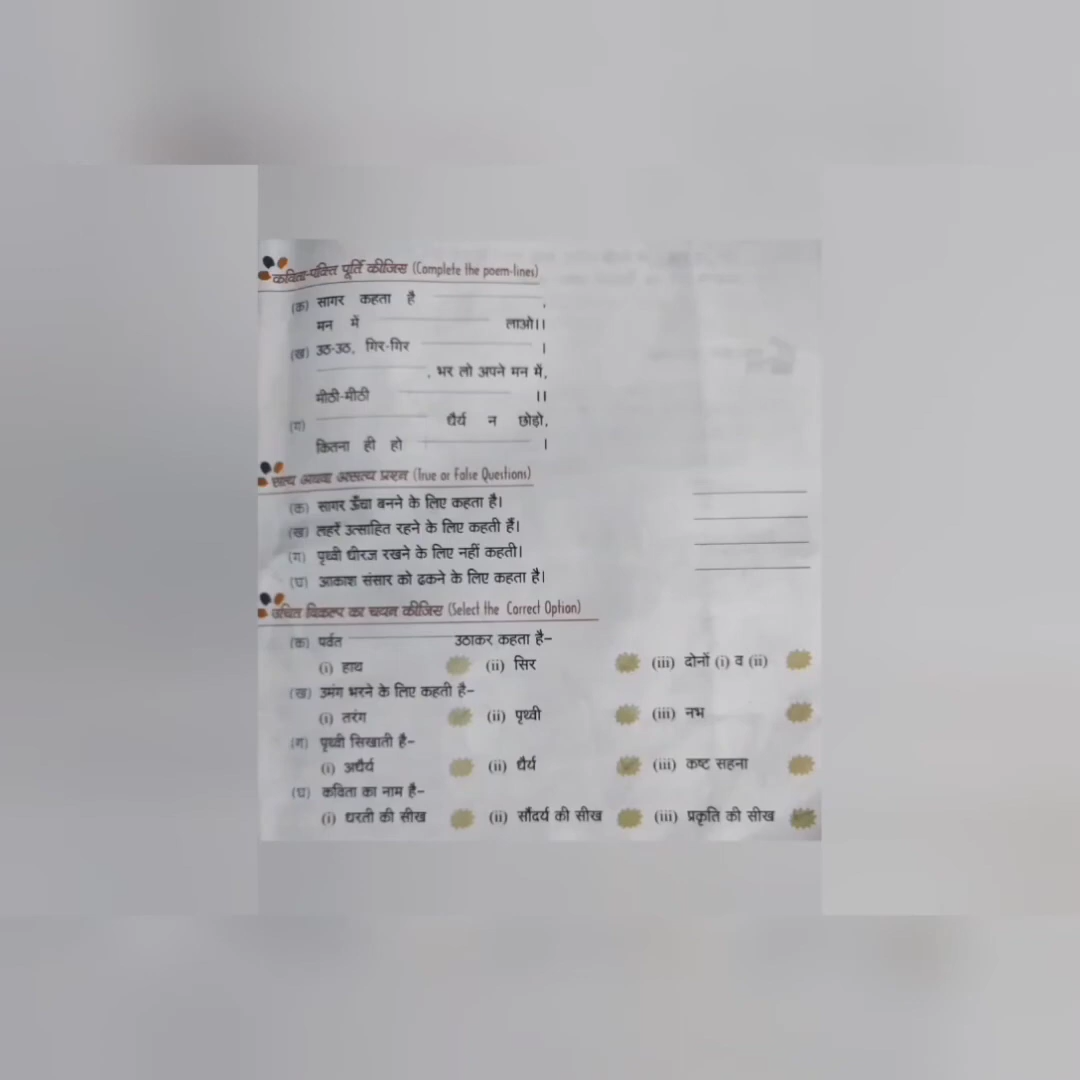 कविता-पंक्ति पूर्ति कीजिए (Complete the poem-lines)
(क) सागर कहता है ,
मन में लाओ।।
(ख) उठ-उठ, गिर-गिर ।
, भर लो अपने मन में,
मीठी-मीठी ।।
(ग) धैर्य न छोड़ो,
कितना ही हो ।
सत्य अथवा असत्य प्रश्न (True or False Questions)
(क) सागर ऊँचा बनने के लिए कहता है।
(ख) लहरें उत्साहित रहने के लिए कहती हैं।
(ग) पृथ्वी धीरज रखने के लिए नहीं कहती।
(घ) आकाश संसार को ढकने के लिए कहता है।
उचित विकल्प का चयन कीजिए (Select the Correct Option)
(क) पर्वत उठाकर कहता है–
(i) हाथ (ii) सिर (iii) दोनों (i) व (ii)
(ख) उमंग भरने के लिए कहती है–
(i) तरंग (ii) पृथ्वी (iii) नभ
(ग) पृथ्वी सिखाती है–
(i) अधैर्य (ii) धैर्य (iii) कष्ट सहना
(घ) कविता का नाम है–
(i) धरती की सीख (ii) सौंदर्य की सीख (iii) प्रकृति की सीख